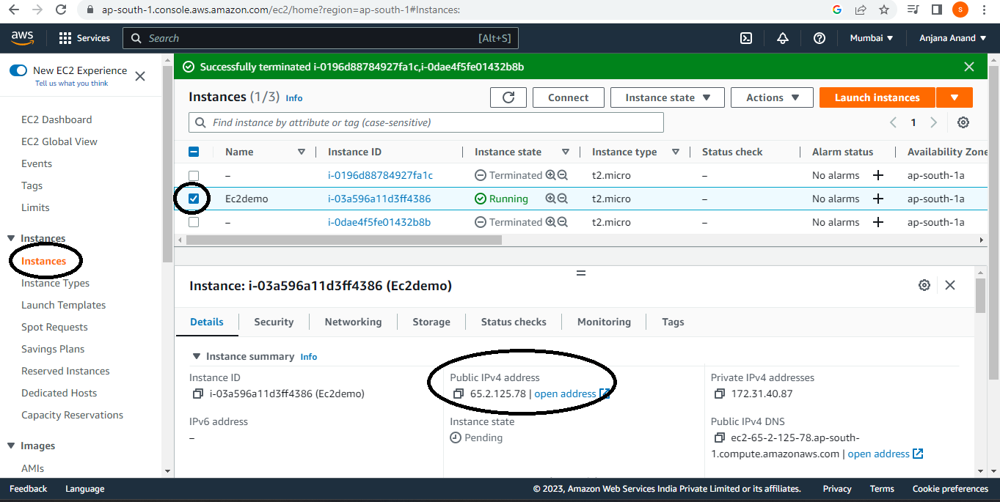 ap-south-1.console.aws.amazon.com/ec2/home?region=ap-south-1#Instances:
S
aws Services Search [Alt+S] Mumbai Anjana Anand
New EC2 Experience
Tell us what you think
EC2 Dashboard
EC2 Global View
Events
Tags
Limits
Instances
Instances
Instance Types
Launch Templates
Spot Requests
Savings Plans
Reserved Instances
Dedicated Hosts
Capacity Reservations
Images
AMIs
Successfully terminated i-0196d88784927fa1c,i-0dae4f5fe01432b8b
Instances (1/3) Info Connect Instance state Actions Launch instances
Find instance by attribute or tag (case-sensitive) 1
Name Instance ID Instance state Instance type Status check Alarm status Availability Zone
– i-0196d88784927fa1c Terminated t2.micro – No alarms ap-south-1a
Ec2demo i-03a596a11d3ff4386 Running t2.micro – No alarms ap-south-1a
– i-0dae4f5fe01432b8b Terminated t2.micro – No alarms ap-south-1a
Instance: i-03a596a11d3ff4386 (Ec2demo)
Details Security Networking Storage Status checks Monitoring Tags
Instance summary Info
Instance ID Public IPv4 address Private IPv4 addresses
i-03a596a11d3ff4386 (Ec2demo) 65.2.125.78 | open address 172.31.40.87
IPv6 address Instance state Public IPv4 DNS
– Pending ec2-65-2-125-78.ap-south-
1.compute.amazonaws.com | open address
Feedback Language © 2023, Amazon Web Services India Private Limited or its affiliates. Privacy Terms Cookie preferences